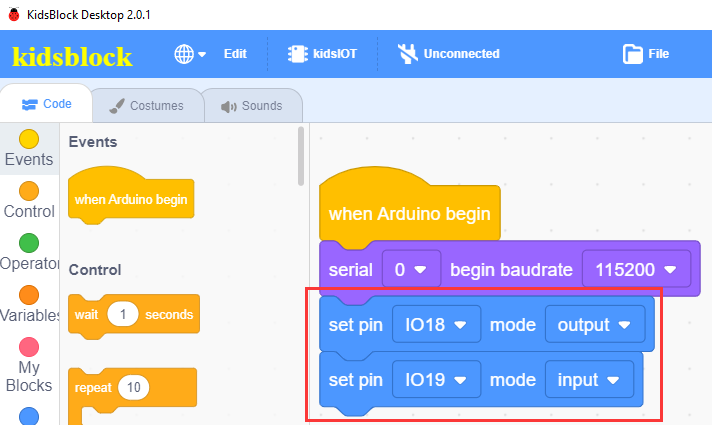 KidsBlock Desktop 2.0.1
kidsblock Edit kidsIOT Unconnected File
Code Costumes Sounds
Events
Control
Operator
Variables
My
Blocks
Events
when Arduino begin
Control
wait 1 seconds
repeat 10
when Arduino begin
serial 0 begin baudrate 115200
set pin IO18 mode output
set pin IO19 mode input